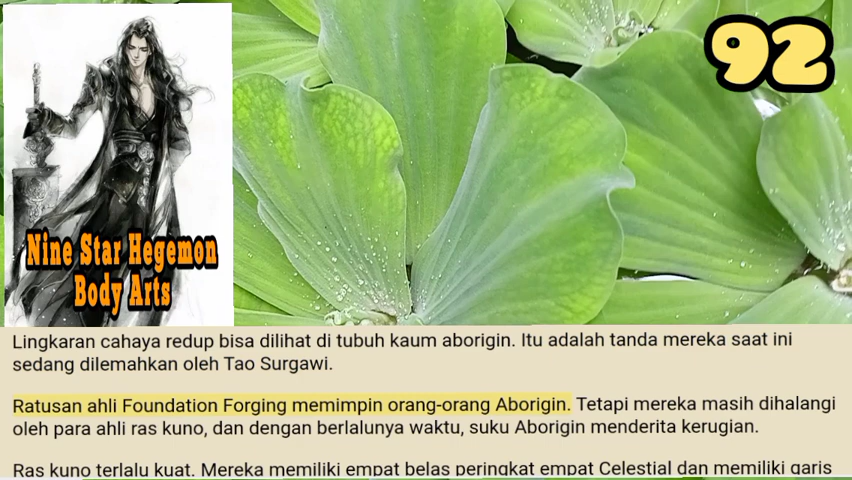 92
Nine Star Hegemon
Body Arts
Lingkaran cahaya redup bisa dilihat di tubuh kaum aborigin. Itu adalah tanda mereka saat ini
sedang dilemahkan oleh Tao Surgawi.
Ratusan ahli Foundation Forging memimpin orang-orang Aborigin. Tetapi mereka masih dihalangi
oleh para ahli ras kuno, dan dengan berlalunya waktu, suku Aborigin menderita kerugian.
Ras kuno terlalu kuat. Mereka memiliki empat belas peringkat empat Celestial dan memiliki garis